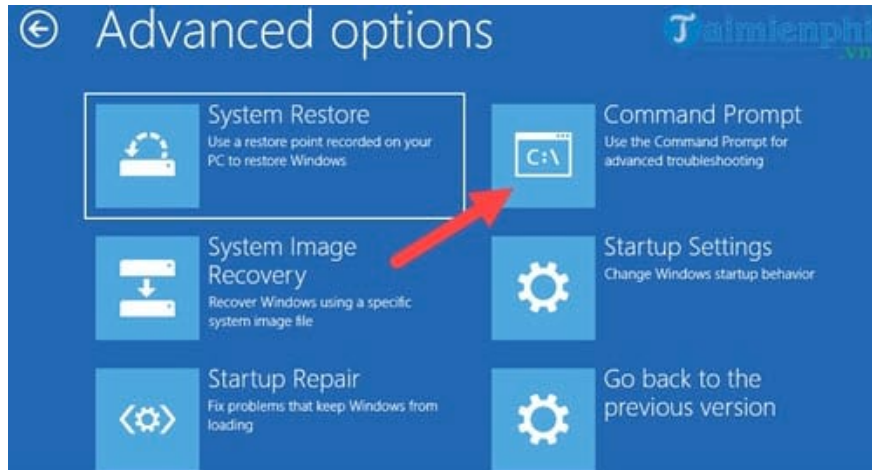 Advanced options
Taimienphi
.vn
System Restore
Use a restore point recorded on your
PC to restore Windows
Command Prompt
Use the Command Prompt for
advanced troubleshooting
C:\
System Image
Recovery
Recover Windows using a specific
system image file
Startup Settings
Change Windows startup behavior
Startup Repair
Fix problems that keep Windows from
loading
Go back to the
previous version